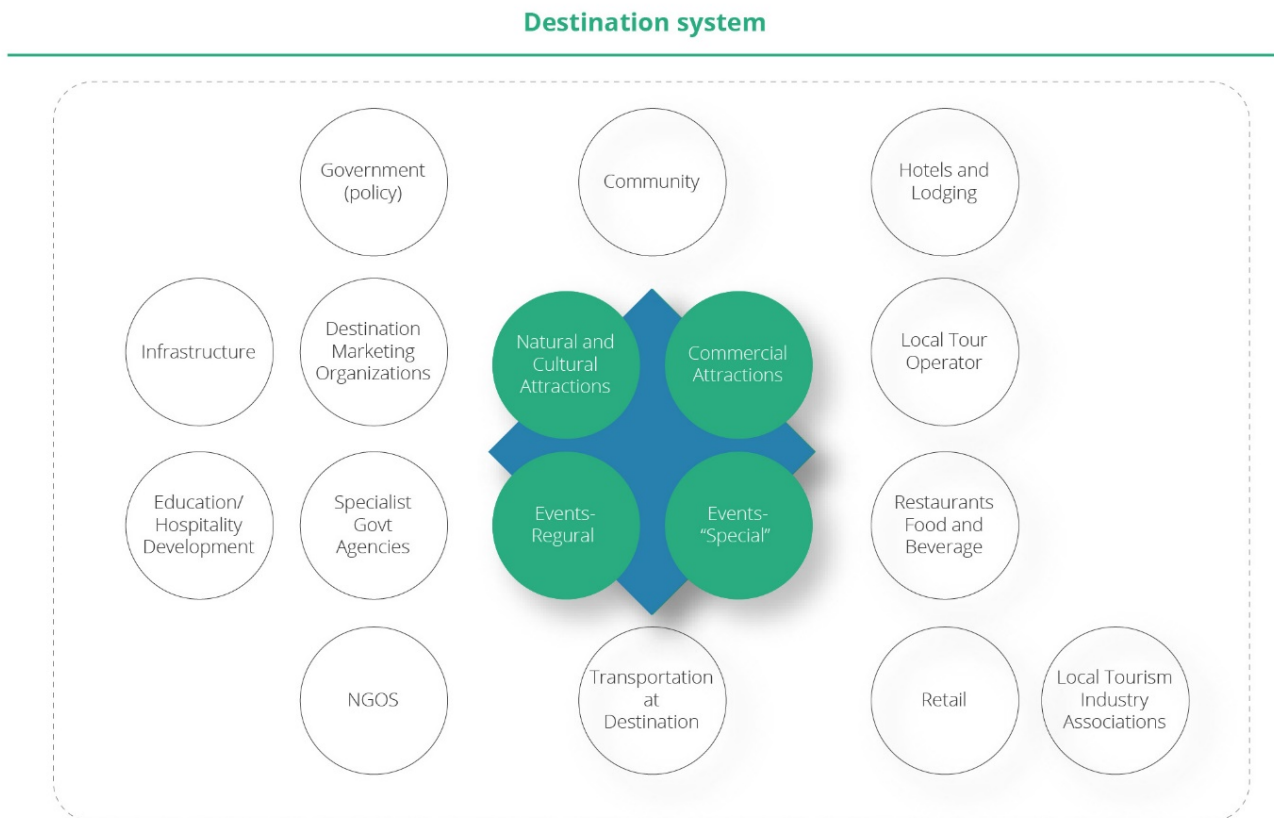 Destination system
Government
(policy)
Community
Hotels and
Lodging
Infrastructure
Destination
Marketing
Organizations
Natural and
Cultural
Attractions
Commercial
Attractions
Local Tour
Operator
Education/
Hospitality
Development
Specialist
Govt
Agencies
Events-
Regural
Events-
“Special”
Restaurants
Food and
Beverage
NGOS
Transportation
at
Destination
Retail
Local Tourism
Industry
Associations